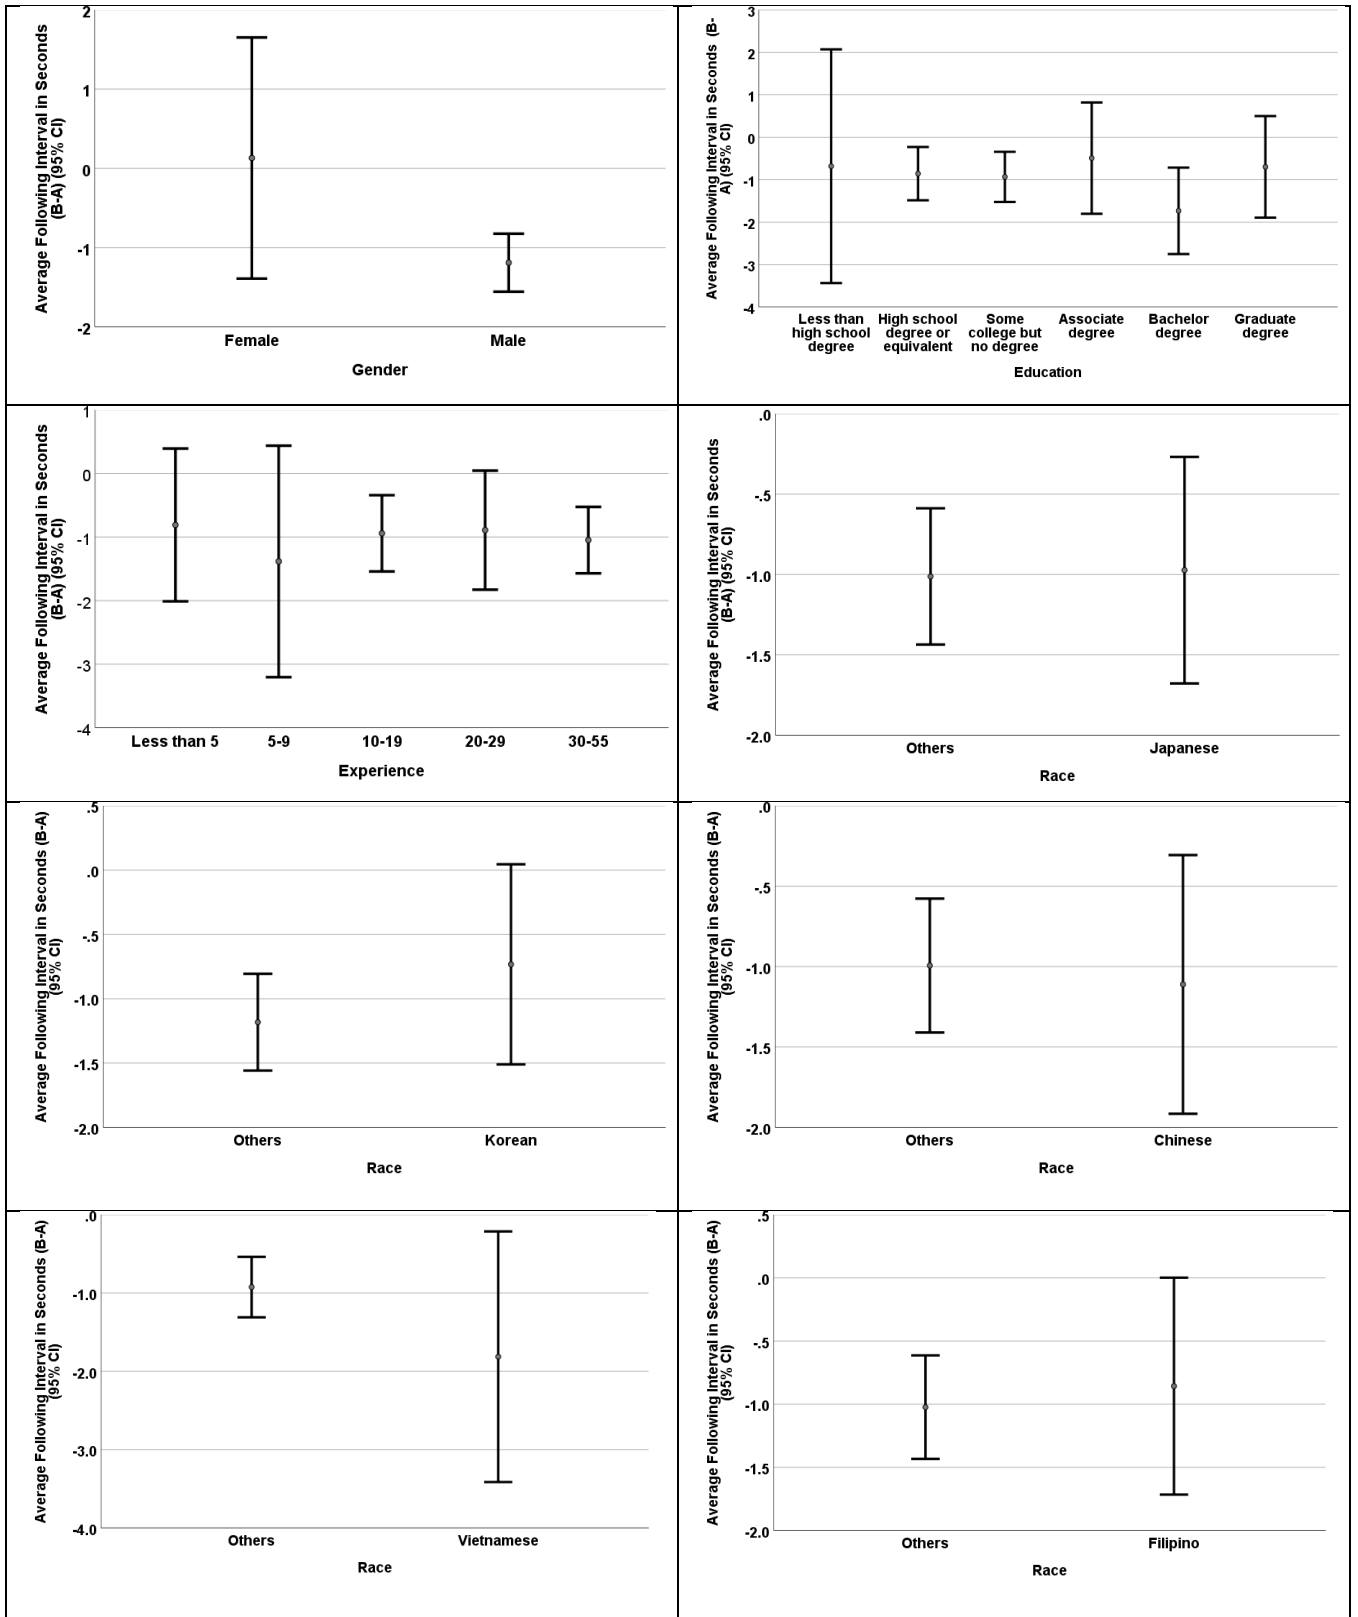 Average Following Interval in Seconds
(B-A) (95% CI)
2
1
0
-1
-2
Female
Male
Gender
Average Following Interval in Seconds (B-
A) (95% CI)
3
2
1
0
-1
-2
-3
-4
Less than
high school
degree
High school
degree or
equivalent
Some
college but
no degree
Associate
degree
Bachelor
degree
Graduate
degree
Education
Average Following Interval in Seconds
(B-A) (95% CI)
1
0
-1
-2
-3
-4
Less than 5
5-9
10-19
20-29
30-55
Experience
Average Following Interval in Seconds
(B-A) (95% CI)
.0
-.5
-1.0
-1.5
-2.0
Others
Japanese
Race
Average Following Interval in Seconds (B-A)
(95% CI)
.5
.0
-.5
-1.0
-1.5
-2.0
Others
Korean
Race
Average Following Interval in Seconds (B-A)
(95% CI)
.0
-.5
-1.0
-1.5
-2.0
Others
Chinese
Race
Average Following Interval in Seconds (B-A)
(95% CI)
.0
-1.0
-2.0
-3.0
-4.0
Others
Vietnamese
Race
Average Following Interval in Seconds (B-A)
(95% CI)
.5
.0
-.5
-1.0
-1.5
-2.0
Others
Filipino
Race